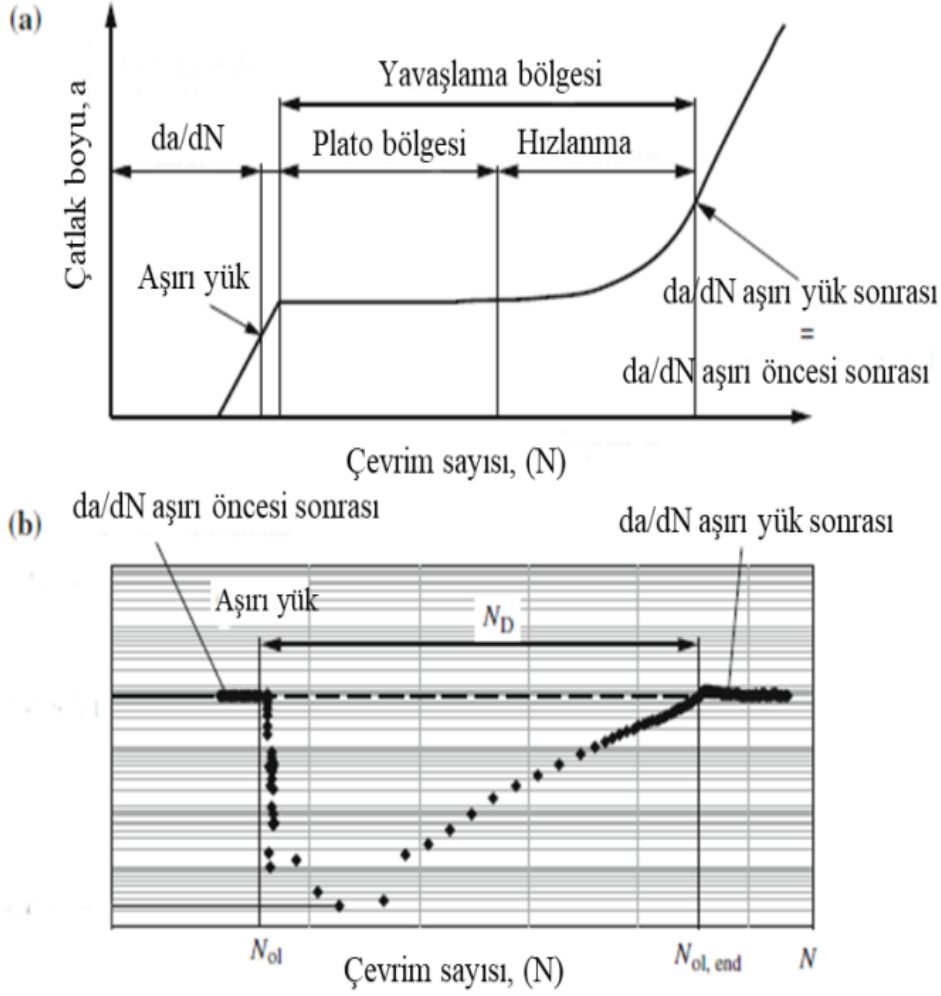 (a)
Yavaşlama bölgesi
da/dN
Plato bölgesi
Hızlanma
Çatlak boyu, a
Aşırı yük
da/dN aşırı yük sonrası
=
da/dN aşırı öncesi sonrası
Çevrim sayısı, (N)
(b)
da/dN aşırı öncesi sonrası
da/dN aşırı yük sonrası
Aşırı yük
N_D
N_ol
N_ol, end
N
Çevrim sayısı, (N)